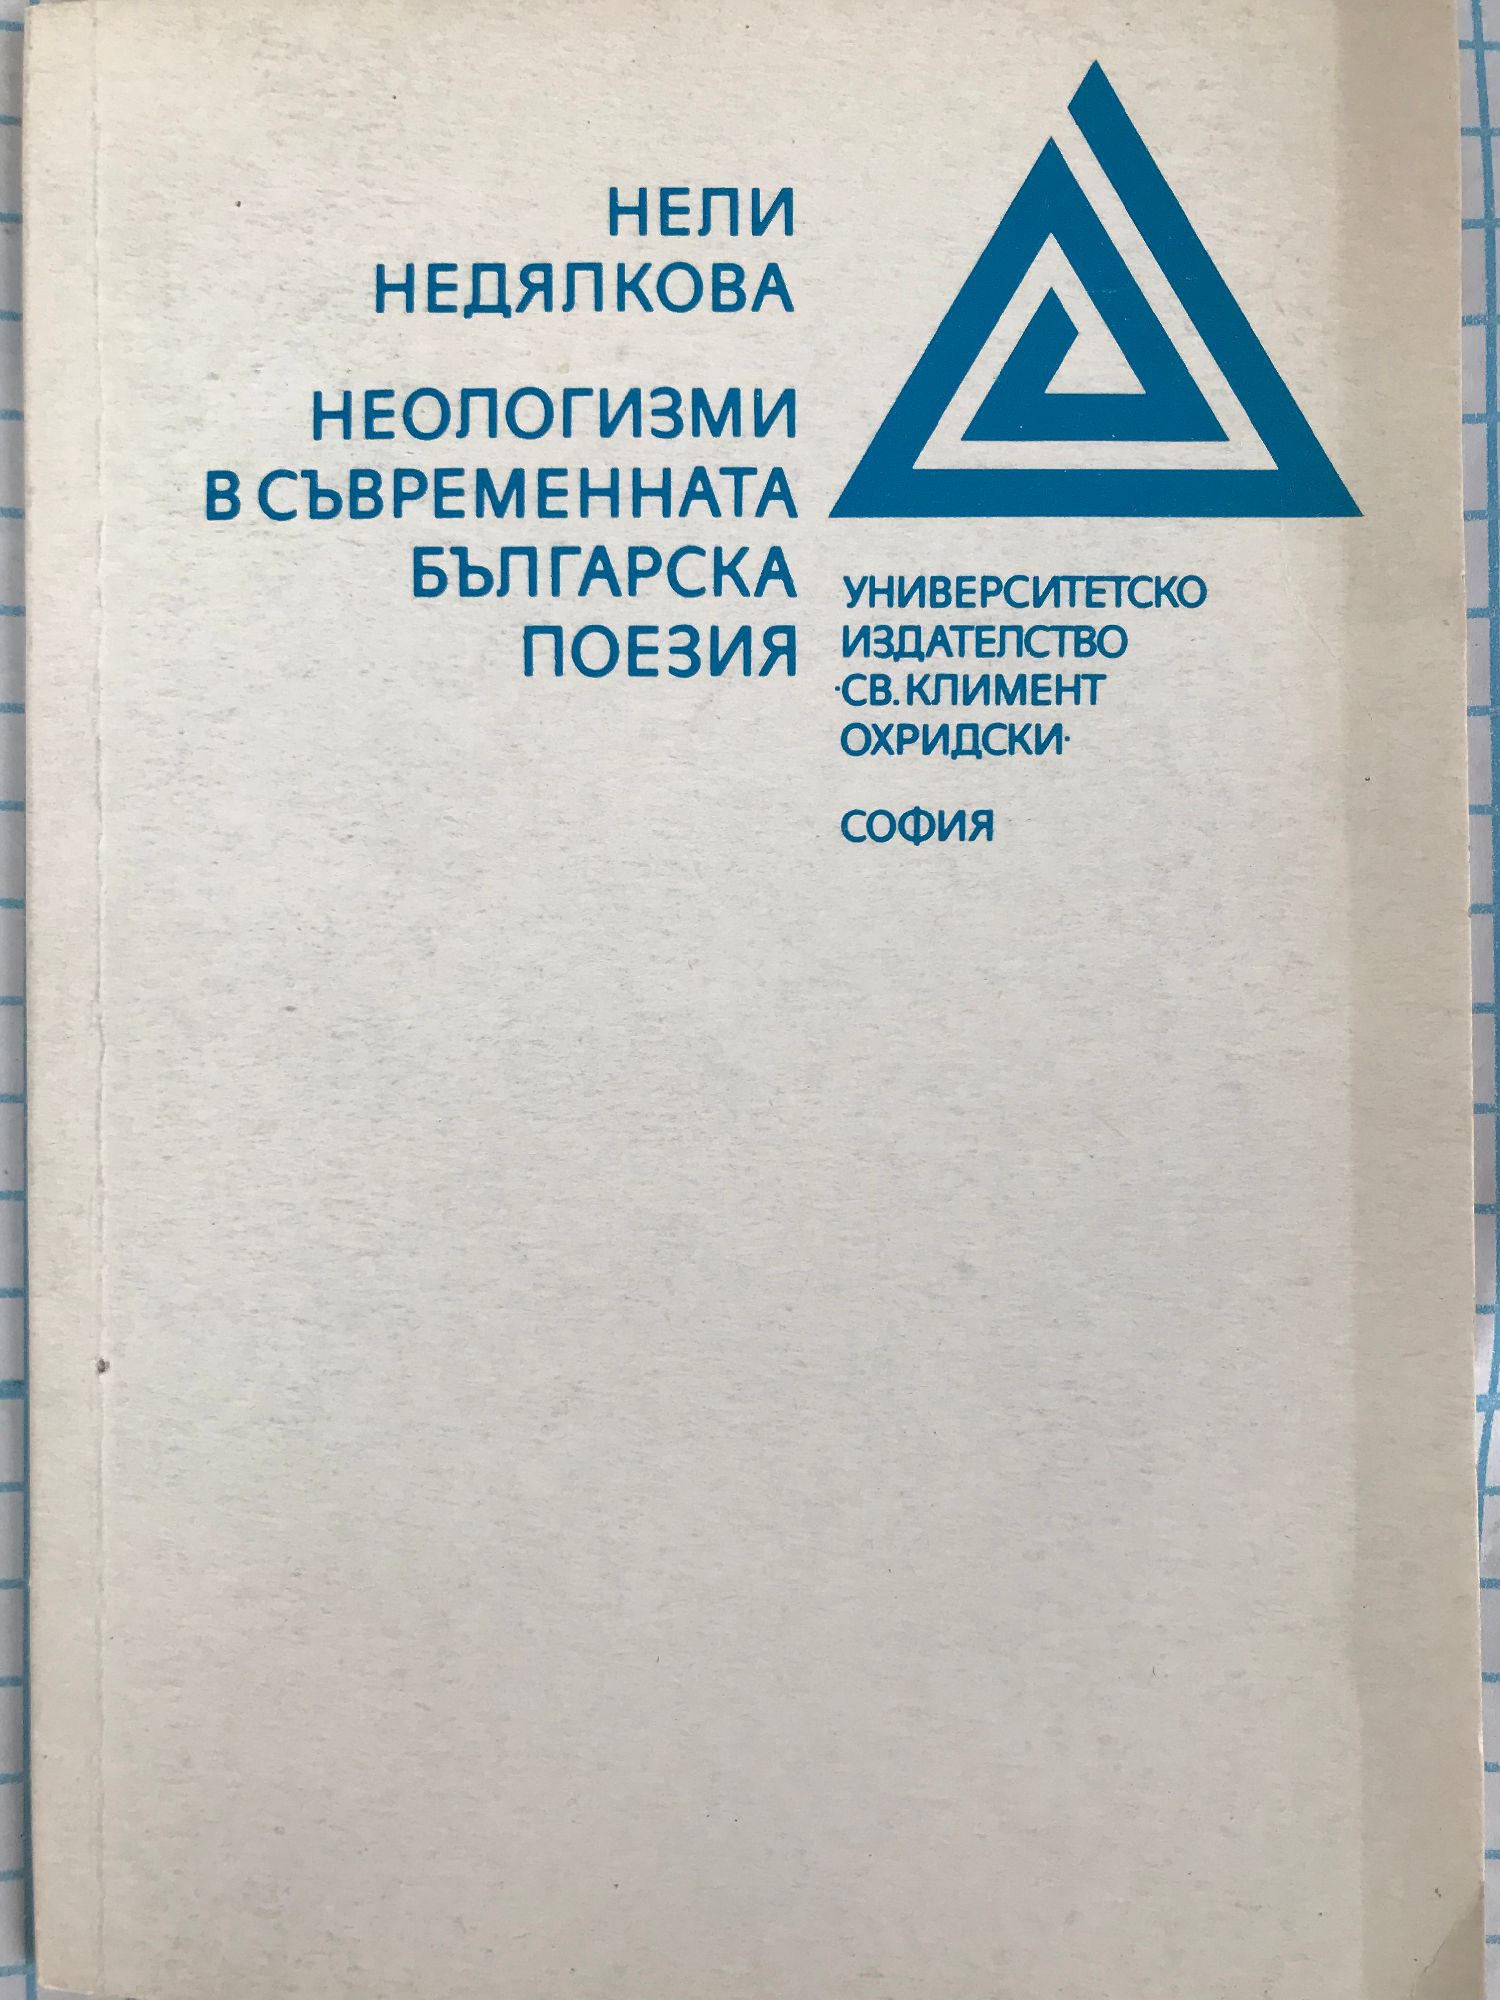 НЕЛИ
НЕДЯЛКОВА
НЕОЛОГИЗМИ
В СЪВРЕМЕННАТА
БЪЛГАРСКА
ПОЕЗИЯ
УНИВЕРСИТЕТСКО
ИЗДАТЕЛСТВО
·СВ. КЛИМЕНТ
ОХРИДСКИ·
СОФИЯ